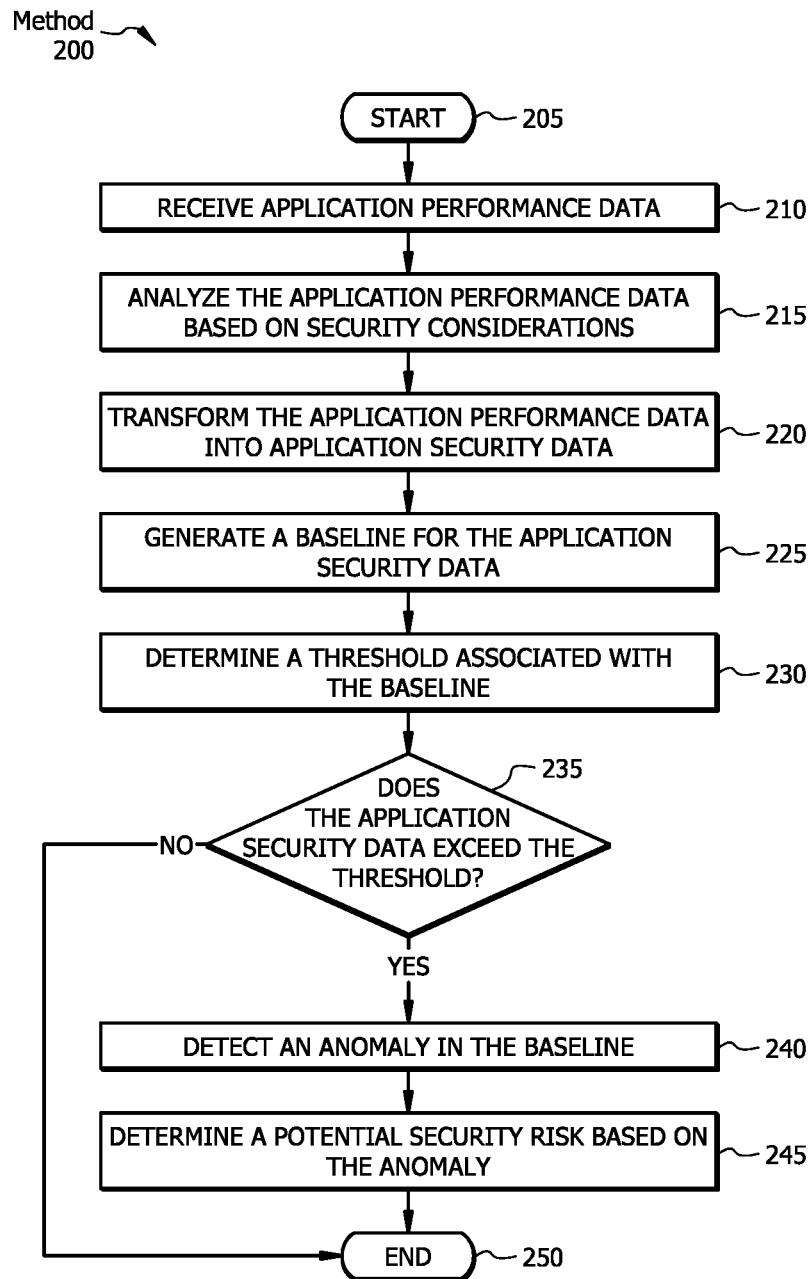 Method
200
START
205
RECEIVE APPLICATION PERFORMANCE DATA
210
ANALYZE THE APPLICATION PERFORMANCE DATA
BASED ON SECURITY CONSIDERATIONS
215
TRANSFORM THE APPLICATION PERFORMANCE DATA
INTO APPLICATION SECURITY DATA
220
GENERATE A BASELINE FOR THE APPLICATION
SECURITY DATA
225
DETERMINE A THRESHOLD ASSOCIATED WITH
THE BASELINE
230
235
DOES
THE APPLICATION
SECURITY DATA EXCEED THE
THRESHOLD?
NO
YES
DETECT AN ANOMALY IN THE BASELINE
240
DETERMINE A POTENTIAL SECURITY RISK BASED ON
THE ANOMALY
245
END
250